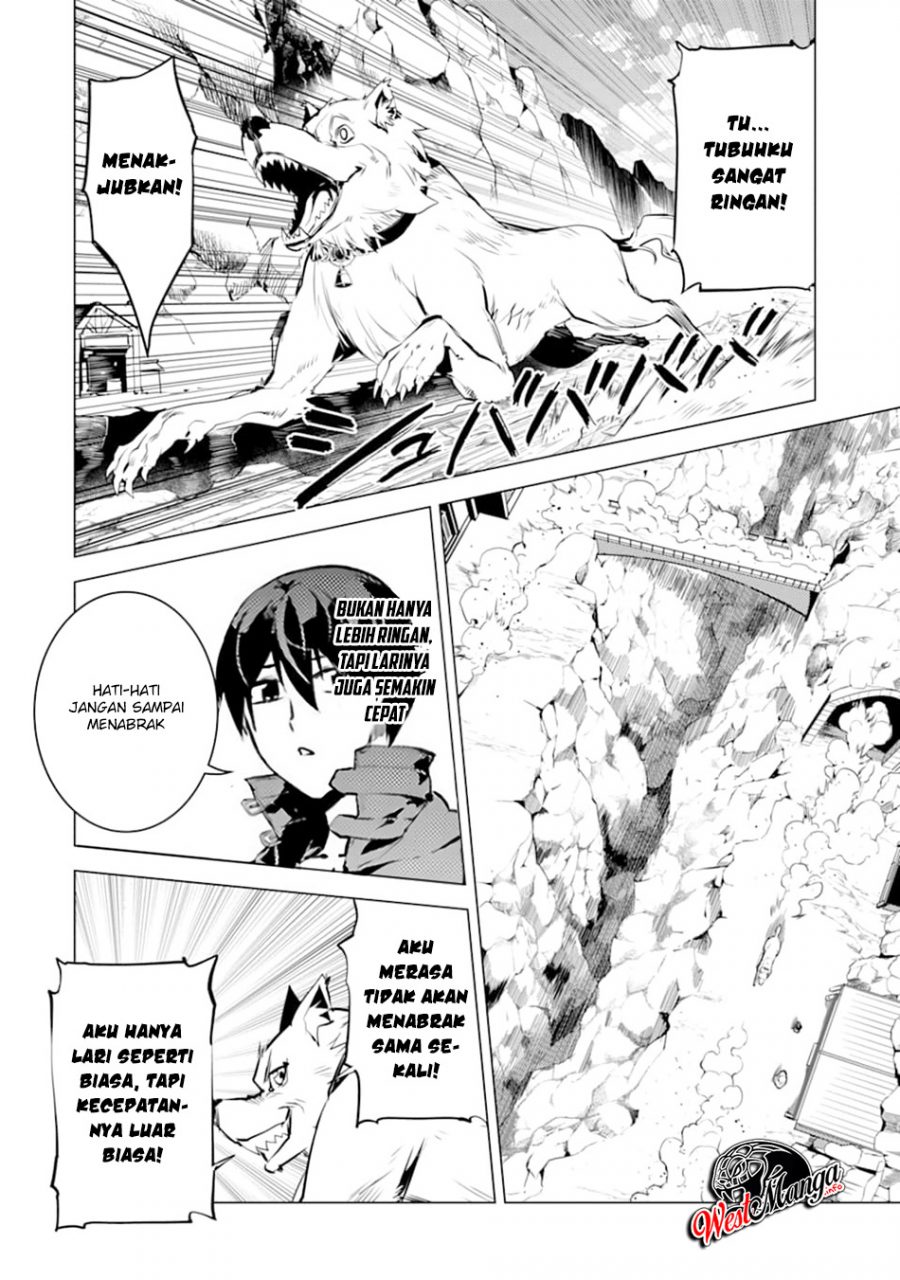 TU...
TUBUHKU
SANGAT
RINGAN!
MENAK-
JUBKAN!
シュバババババッ
BUKAN HANYA
LEBIH RINGAN,
TAPI LARINYA
JUGA SEMAKIN
CEPAT
HATI-HATI
JANGAN SAMPAI
MENABRAK
AKU
MERASA
TIDAK AKAN
MENABRAK
SAMA SE-
KALI!
AKU HANYA
LARI SEPERTI
BIASA, TAPI
KECEPATAN-
NYA LUAR
BIASA!
WestManga
.info